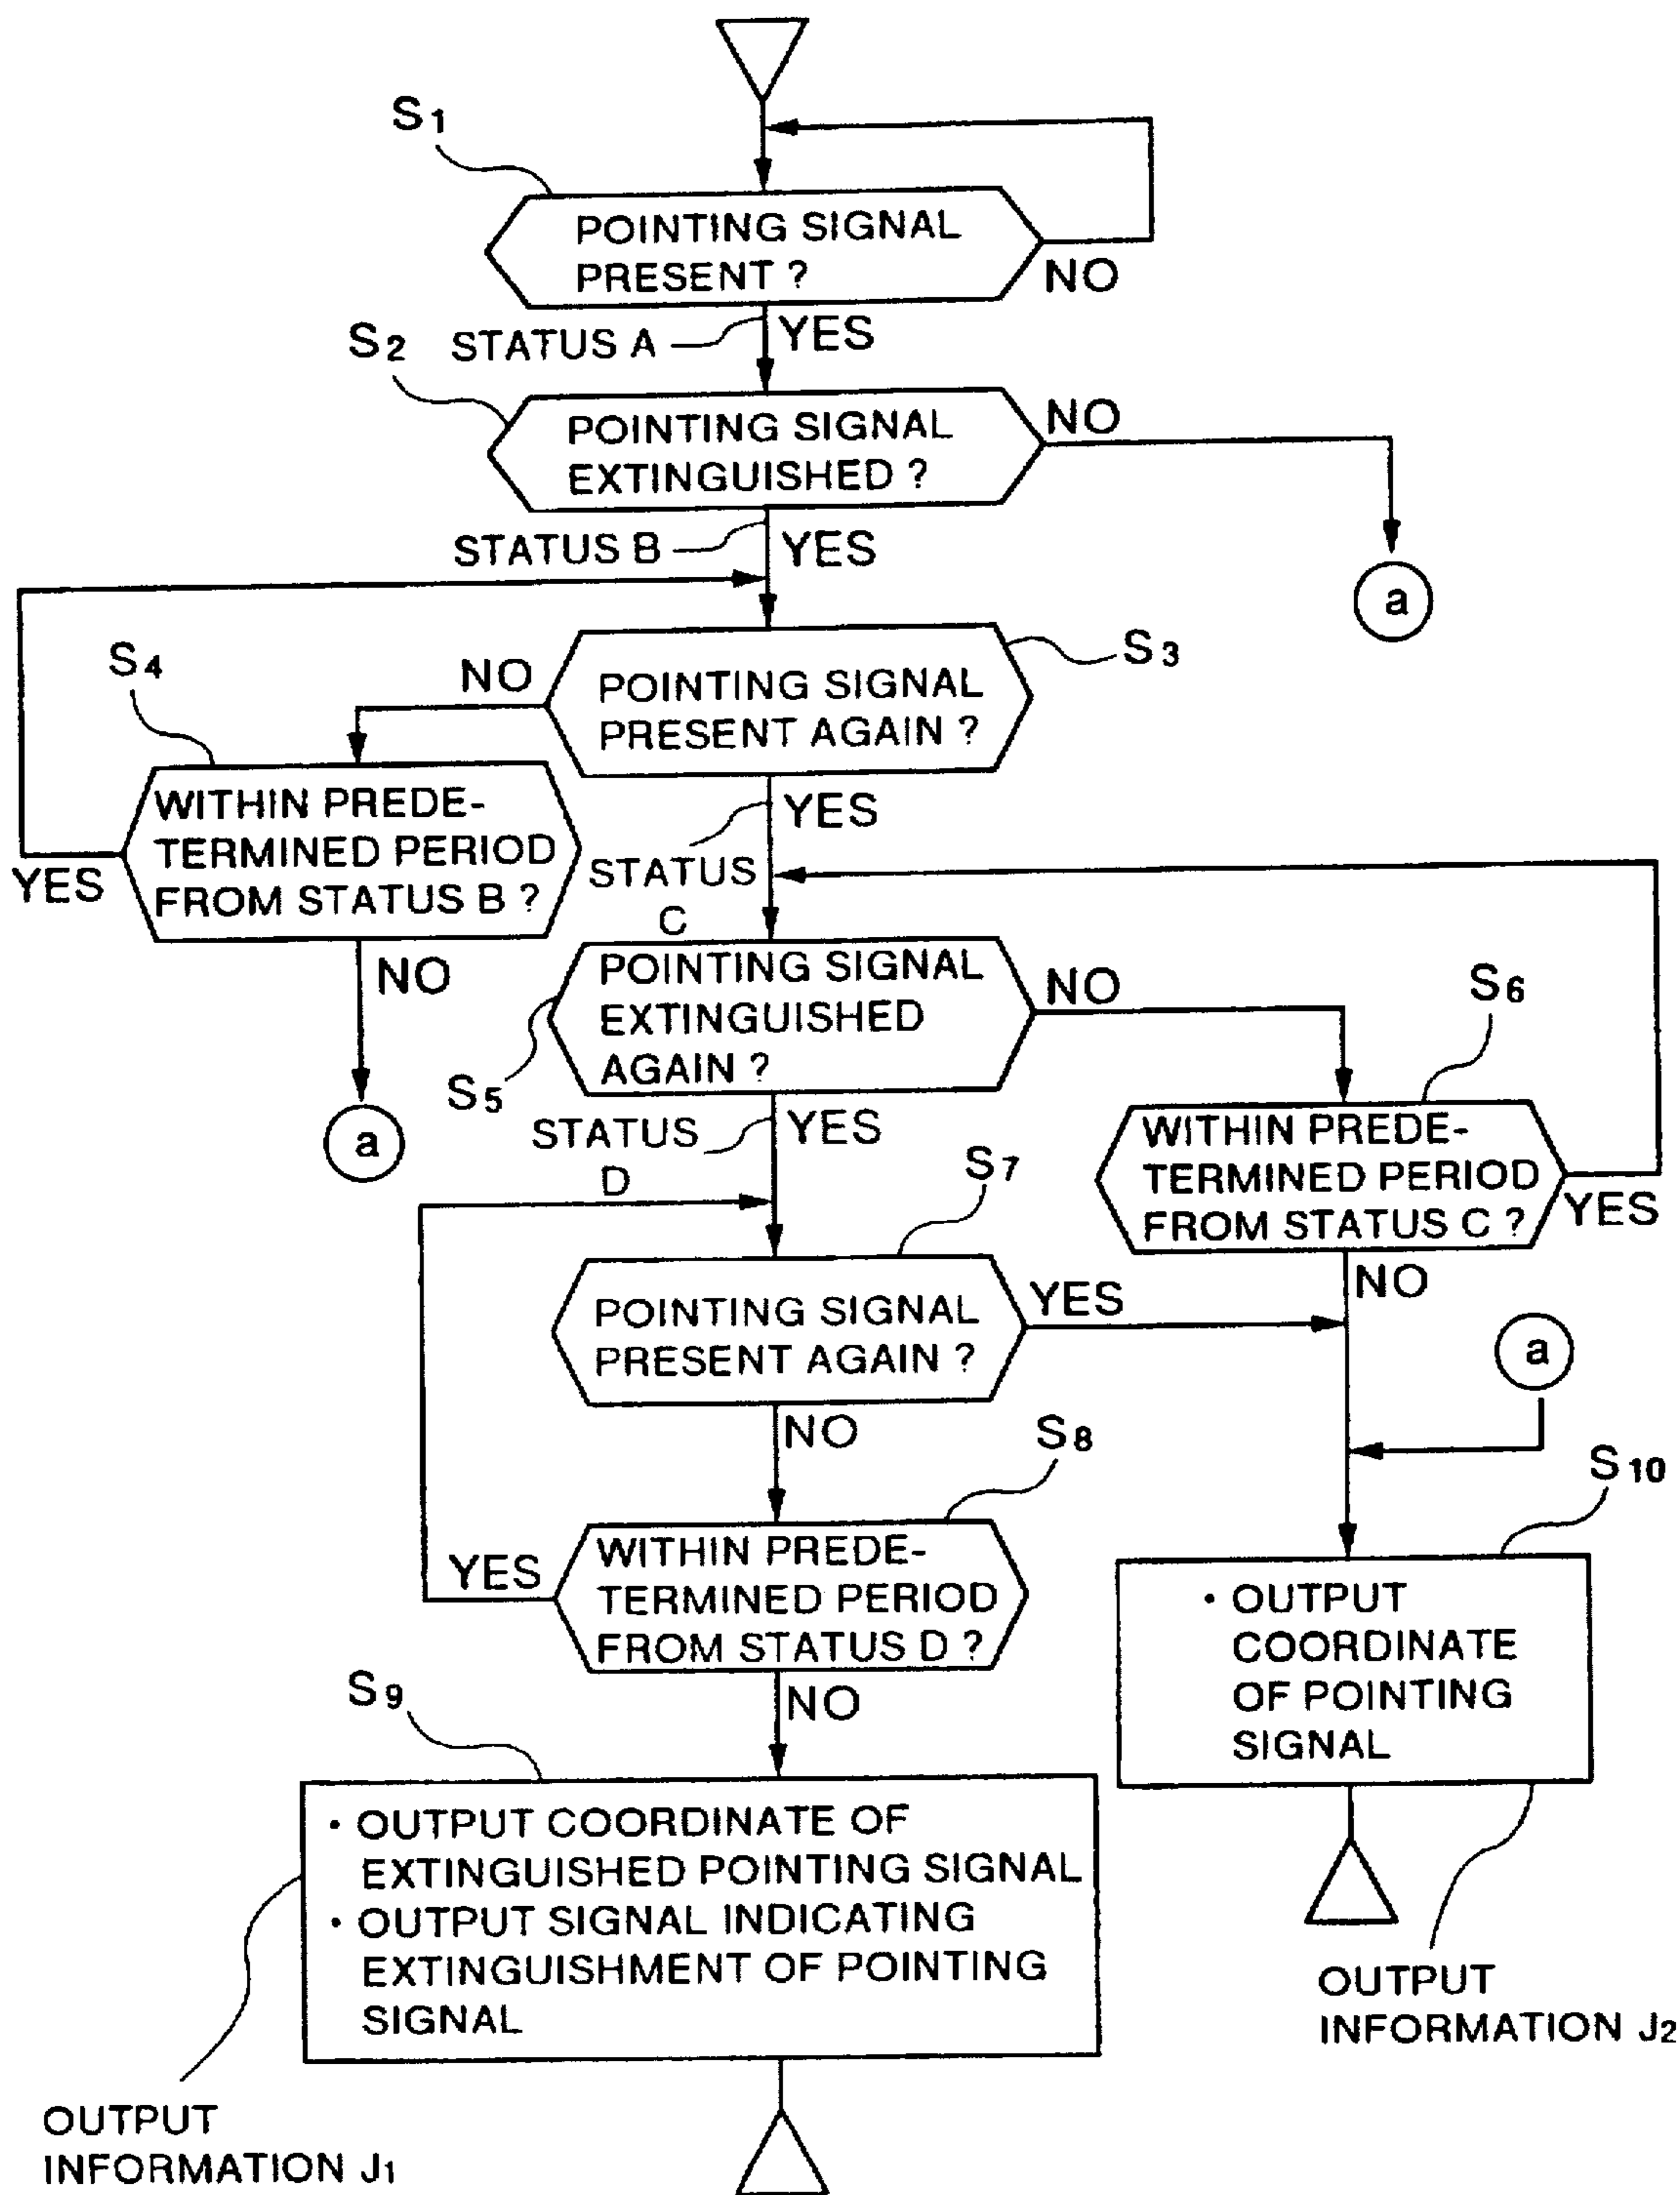 S1
POINTING SIGNAL
PRESENT ?
NO
S2
STATUS A
YES
POINTING SIGNAL
EXTINGUISHED ?
NO
STATUS B
YES
a
S3
S4
NO
POINTING SIGNAL
PRESENT AGAIN ?
WITHIN PREDE-
TERMINED PERIOD
FROM STATUS B ?
YES
YES
STATUS
C
NO
a
POINTING SIGNAL
EXTINGUISHED
AGAIN ?
NO
S5
S6
STATUS
D
YES
WITHIN PREDE-
TERMINED PERIOD
FROM STATUS C ?
YES
NO
S7
POINTING SIGNAL
PRESENT AGAIN ?
YES
a
NO
S8
S10
WITHIN PREDE-
TERMINED PERIOD
FROM STATUS D ?
YES
NO
• OUTPUT
COORDINATE
OF POINTING
SIGNAL
S9
• OUTPUT COORDINATE OF
EXTINGUISHED POINTING SIGNAL
• OUTPUT SIGNAL INDICATING
EXTINGUISHMENT OF POINTING
SIGNAL
OUTPUT
INFORMATION J2
OUTPUT
INFORMATION J1